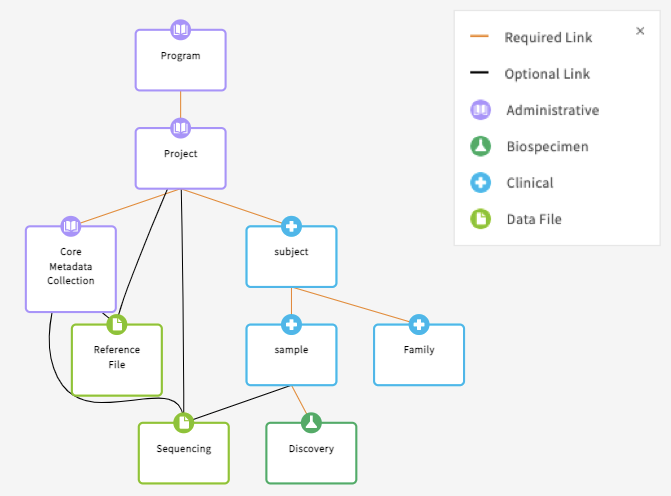 Program
Project
Core
Metadata
Collection
subject
Reference
File
sample
Family
Sequencing
Discovery
Required Link
Optional Link
Administrative
Biospecimen
Clinical
Data File